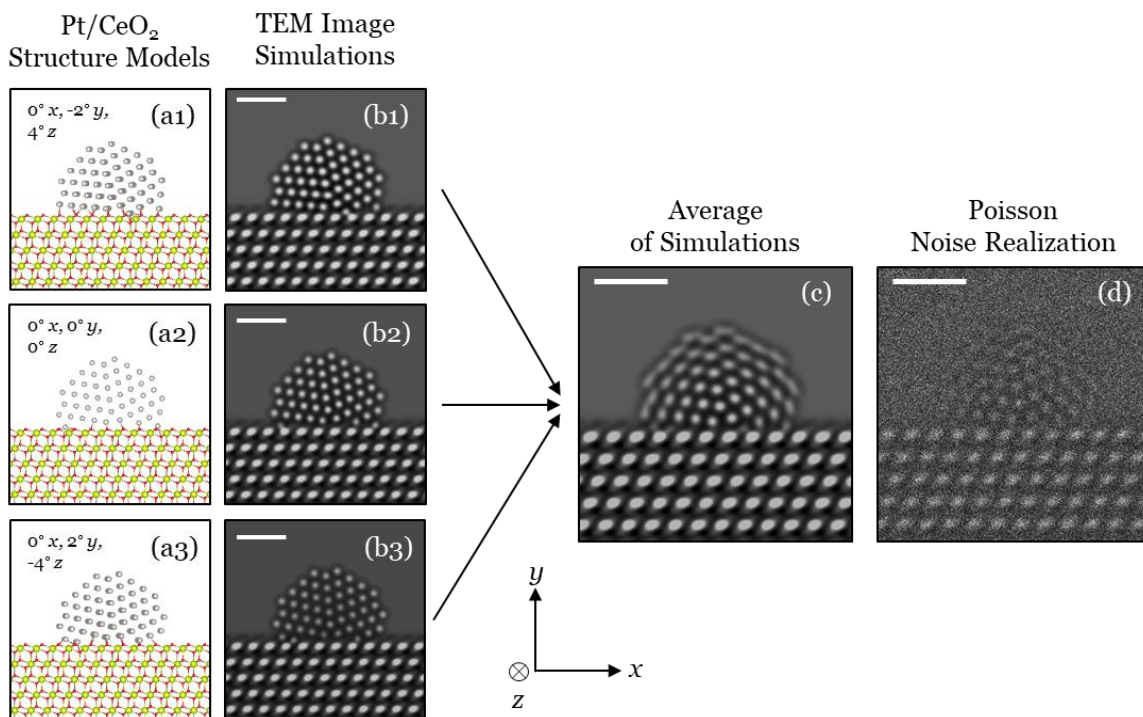 Pt/CeO₂
Structure Models
TEM Image
Simulations
0° x, -2° y,
4° z
(a1)
(b1)
0° x, 0° y,
0° z
(a2)
(b2)
0° x, 2° y,
-4° z
(a3)
(b3)
Average
of Simulations
(c)
Poisson
Noise Realization
(d)
y
x
z